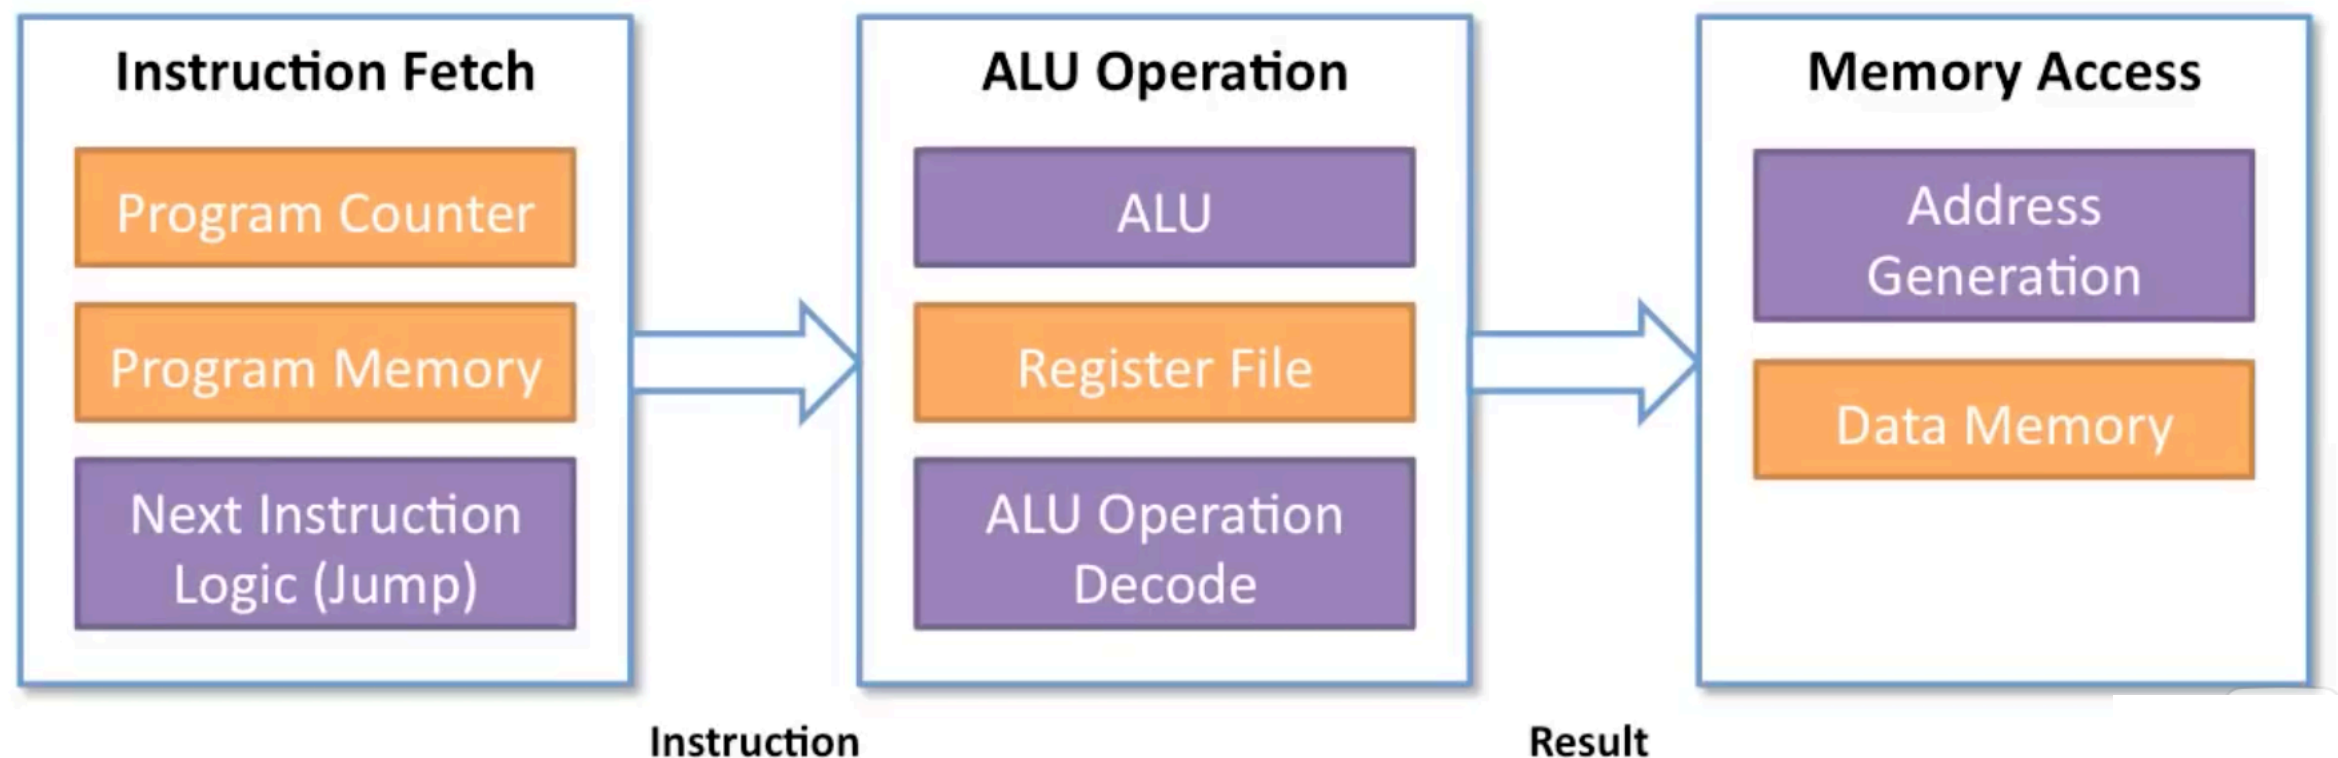 Instruction Fetch
Program Counter
Program Memory
Next Instruction
Logic (Jump)
Instruction
ALU Operation
ALU
Register File
ALU Operation
Decode
Result
Memory Access
Address
Generation
Data Memory